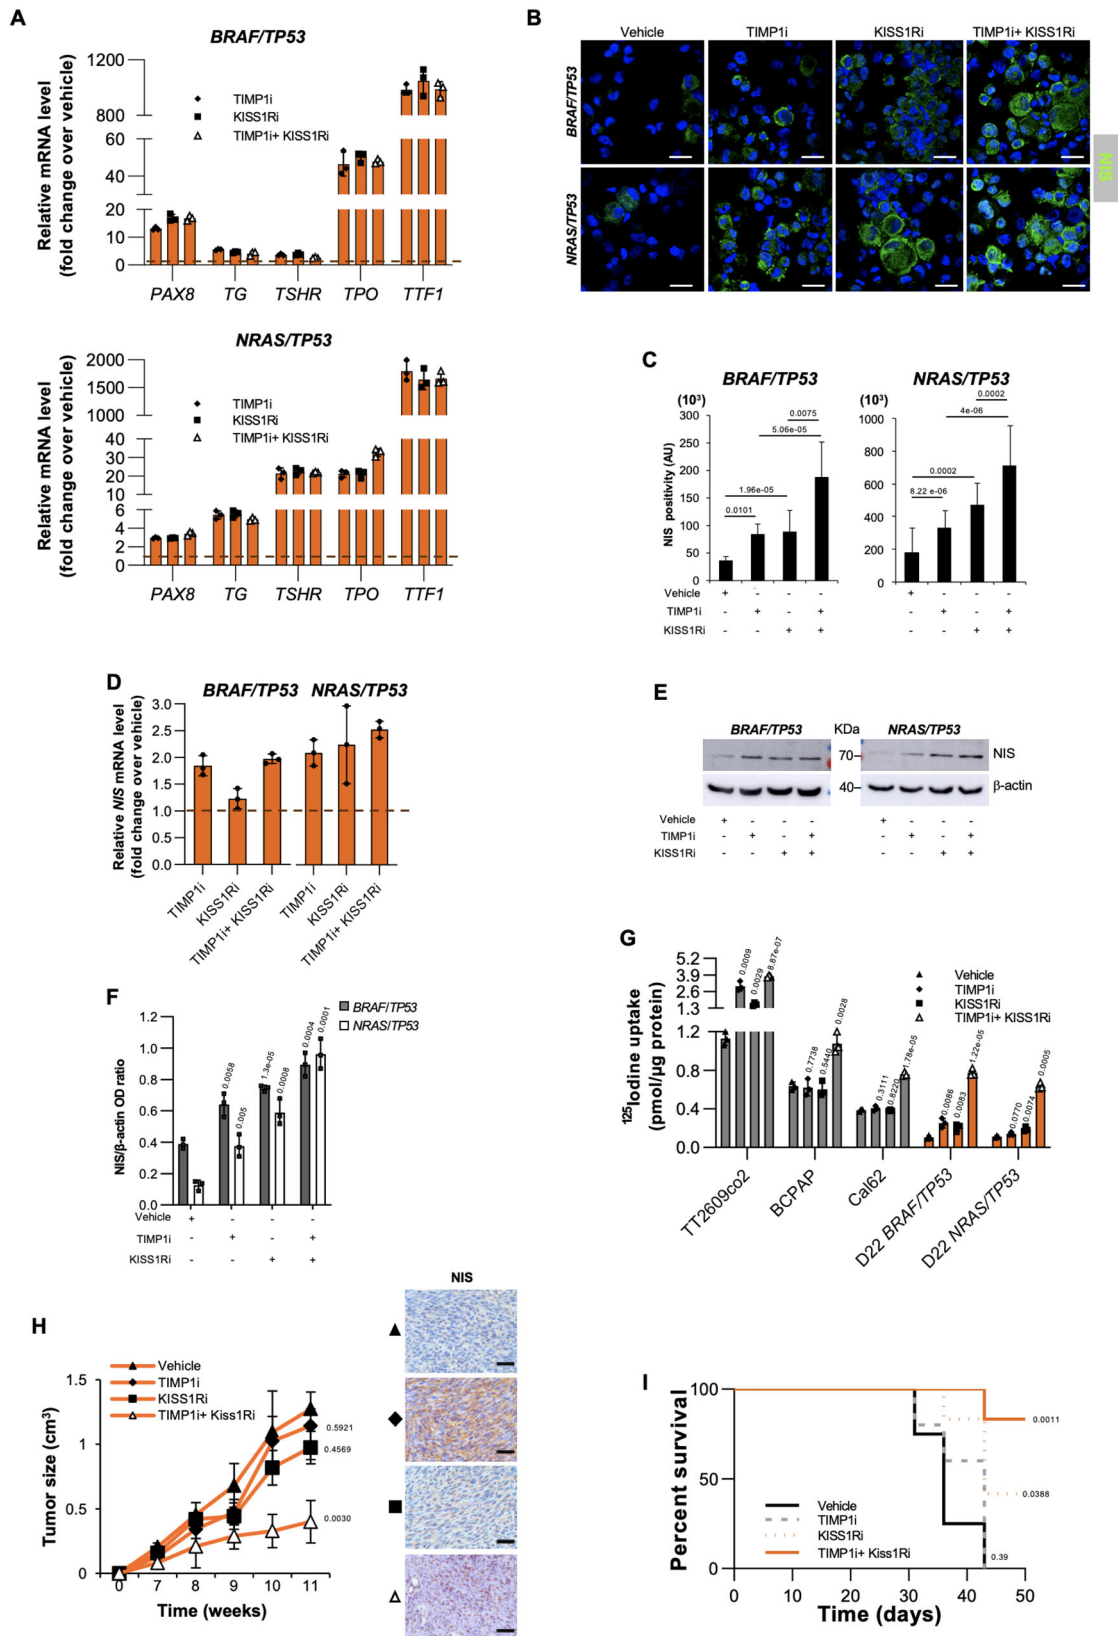 A
BRAF/TP53
Relative mRNA level
(fold change over vehicle)
1200
800
60
40
20
10
0
TIMP1i
KISS1Ri
TIMP1i+ KISS1Ri
PAX8 TG TSHR TPO TTF1
NRAS/TP53
Relative mRNA level
(fold change over vehicle)
2000
1500
1000
40
30
20
10
6
4
2
0
TIMP1i
KISS1Ri
TIMP1i+ KISS1Ri
PAX8 TG TSHR TPO TTF1
B
Vehicle TIMP1i KISS1Ri TIMP1i+ KISS1Ri
BRAF/TP53
NRAS/TP53
NIS
C
BRAF/TP53 NRAS/TP53
(10³) (10³)
NIS positivity (AU)
300
250
200
150
100
50
0
0.0075
5.06e-05
1.96e-05
0.0101
1000
800
600
400
200
0
0.0002
4e-06
0.0002
8.22 e-06
Vehicle + - - - + - - -
TIMP1i - + - + - + - +
KISS1Ri - - + + - - + +
D
BRAF/TP53 NRAS/TP53
Relative NIS mRNA level
(fold change over vehicle)
3.0
2.5
2.0
1.5
1.0
0.5
0.0
TIMP1i
KISS1Ri
TIMP1i+ KISS1Ri
TIMP1i
KISS1Ri
TIMP1i+ KISS1Ri
E
BRAF/TP53 KDa NRAS/TP53
70 NIS
40 β-actin
Vehicle + - - - + - - -
TIMP1i - + - + - + - +
KISS1Ri - - + + - - + +
F
BRAF/TP53
NRAS/TP53
NIS/β-actin OD ratio
1.2
1.0
0.8
0.6
0.4
0.2
0.0
0.0058
0.005
1.3e-05
0.0008
0.0004
0.0001
Vehicle + - - -
TIMP1i - + - +
KISS1Ri - - + +
G
¹²⁵Iodine uptake
(pmol/μg protein)
5.2
3.9
2.6
1.3
1.2
0.8
0.4
0.0
Vehicle
TIMP1i
KISS1Ri
TIMP1i+ KISS1Ri
0.0009
0.0029
8.87e-07
0.7738
0.5440
0.0028
0.3111
0.8220
1.78e-05
0.0086
0.0083
1.22e-05
0.0770
0.0074
0.0005
TT2609co2
BCPAP
Cal62
D22 BRAF/TP53
D22 NRAS/TP53
H
Vehicle
TIMP1i
KISS1Ri
TIMP1i+ Kiss1Ri
Tumor size (cm³)
1.5
1
0.5
0
0.5921
0.4569
0.0030
0 7 8 9 10 11
Time (weeks)
NIS
I
Percent survival
100
50
0
0.0011
0.0388
0.39
Vehicle
TIMP1i
KISS1Ri
TIMP1i+ Kiss1Ri
0 10 20 30 40 50
Time (days)